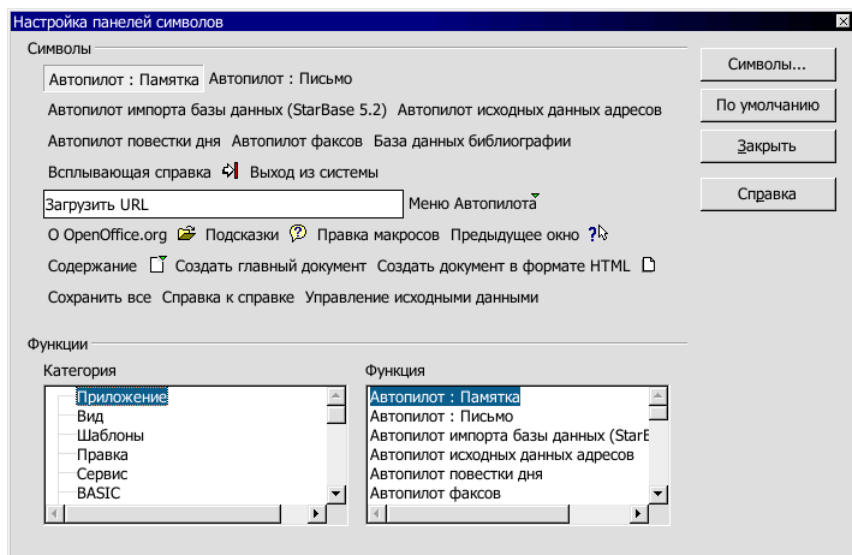 Настройка панелей символов
Символы
Автопилот : Памятка Автопилот : Письмо
Автопилот импорта базы данных (StarBase 5.2) Автопилот исходных данных адресов
Автопилот повестки дня Автопилот факсов База данных библиографии
Всплывающая справка Выход из системы
Загрузить URL Меню Автопилота
О OpenOffice.org Подсказки Правка макросов Предыдущее окно
Содержание Создать главный документ Создать документ в формате HTML
Сохранить все Справка к справке Управление исходными данными
Символы...
По умолчанию
Закрыть
Справка
Функции
Категория
Приложение
Вид
Шаблоны
Правка
Сервис
BASIC
Функция
Автопилот : Памятка
Автопилот : Письмо
Автопилот импорта базы данных (StarE
Автопилот исходных данных адресов
Автопилот повестки дня
Автопилот факсов